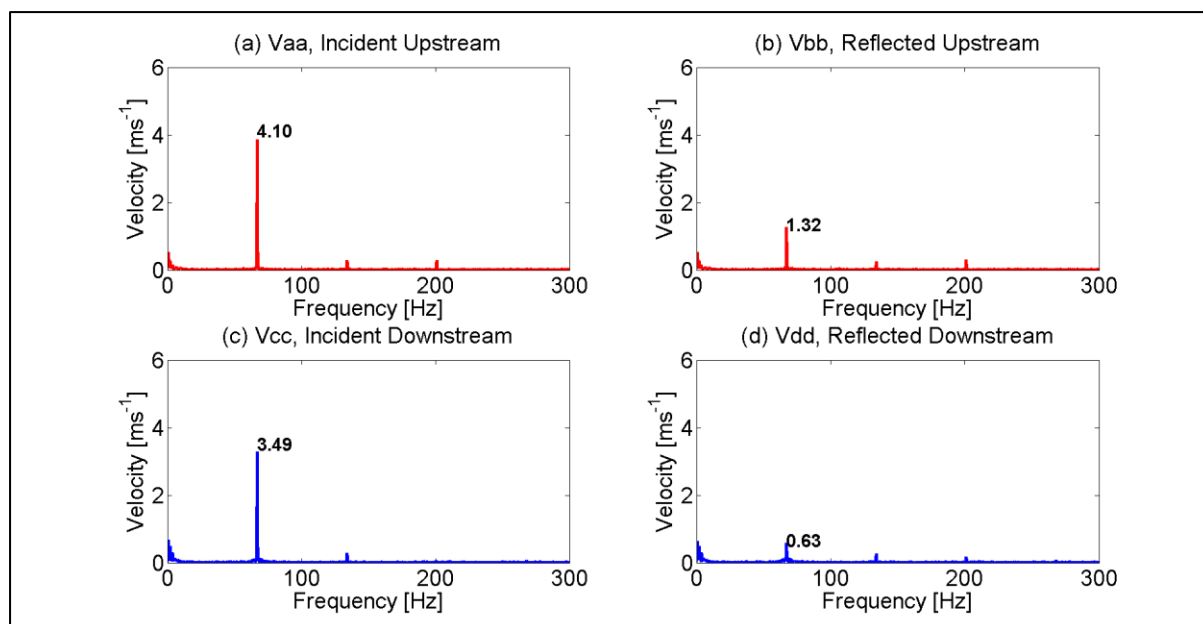 (a) Vaa, Incident Upstream
6
4
2
0
Velocity [ms-1]
4.10
0 100 200 300
Frequency [Hz]
(b) Vbb, Reflected Upstream
6
4
2
0
Velocity [ms-1]
1.32
0 100 200 300
Frequency [Hz]
(c) Vcc, Incident Downstream
6
4
2
0
Velocity [ms-1]
3.49
0 100 200 300
Frequency [Hz]
(d) Vdd, Reflected Downstream
6
4
2
0
Velocity [ms-1]
0.63
0 100 200 300
Frequency [Hz]